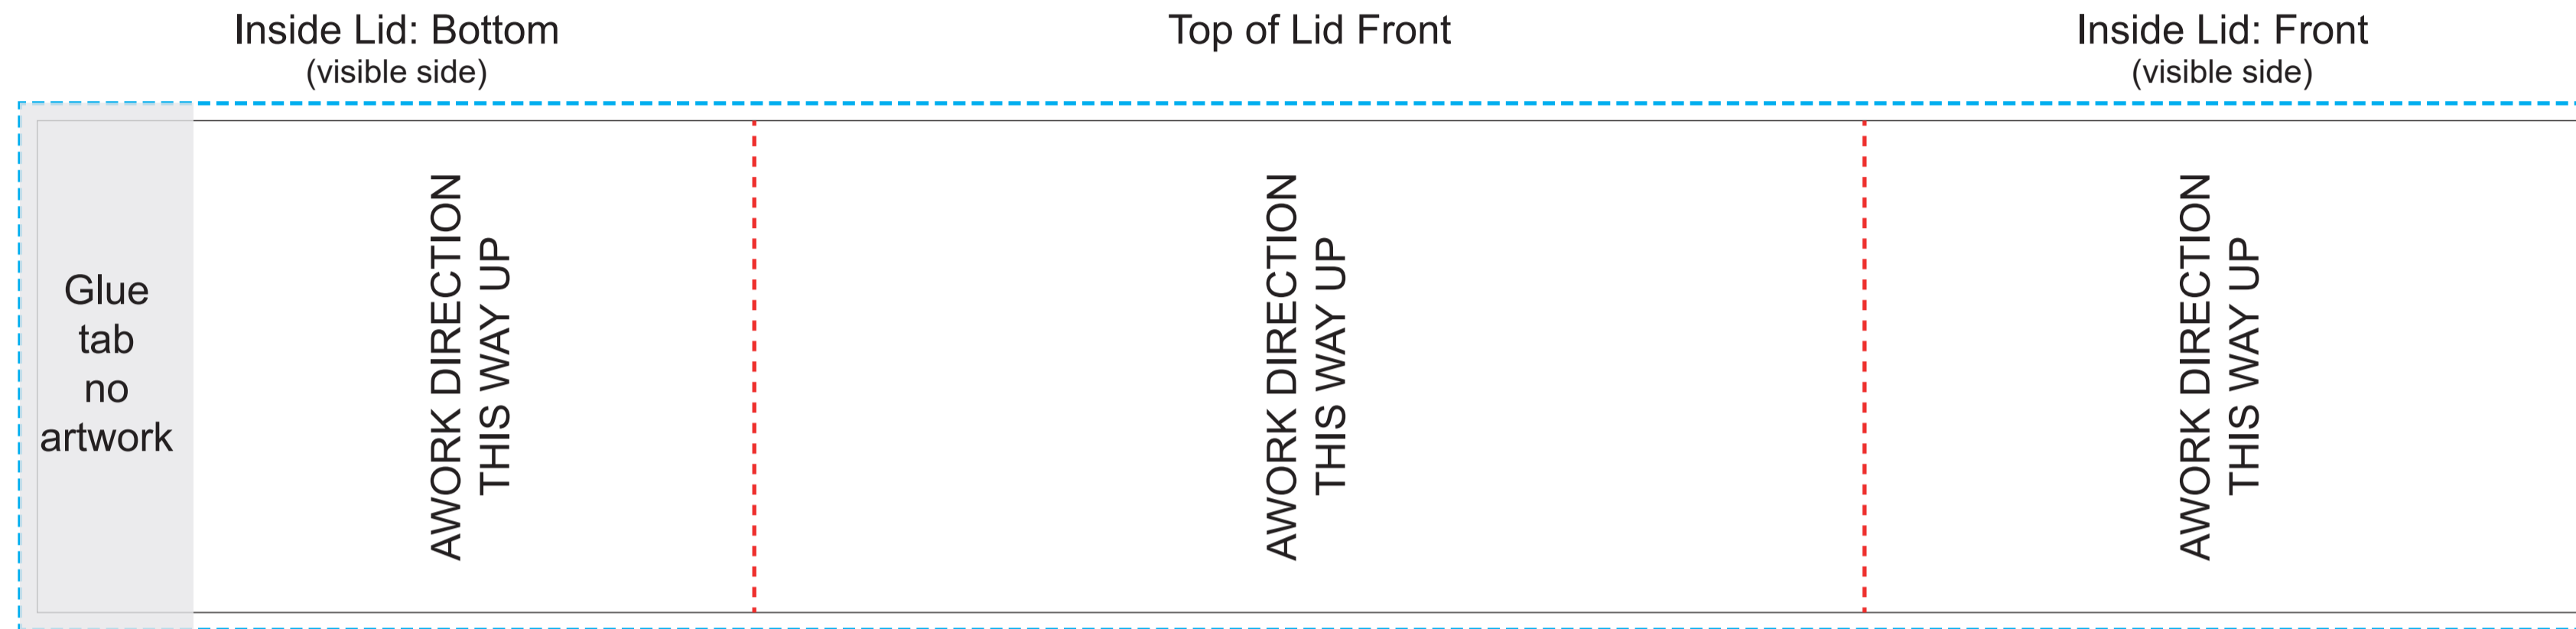 Inside Lid: Bottom
(visible side)
Top of Lid Front
Inside Lid: Front
(visible side)
Glue
tab
no
artwork
AWORK DIRECTION
THIS WAY UP
AWORK DIRECTION
THIS WAY UP
AWORK DIRECTION
THIS WAY UP